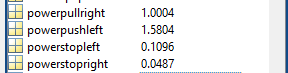 powerpullright 1.0004
powerpushleft 1.5804
powerstopleft 0.1096
powerstopright 0.0487